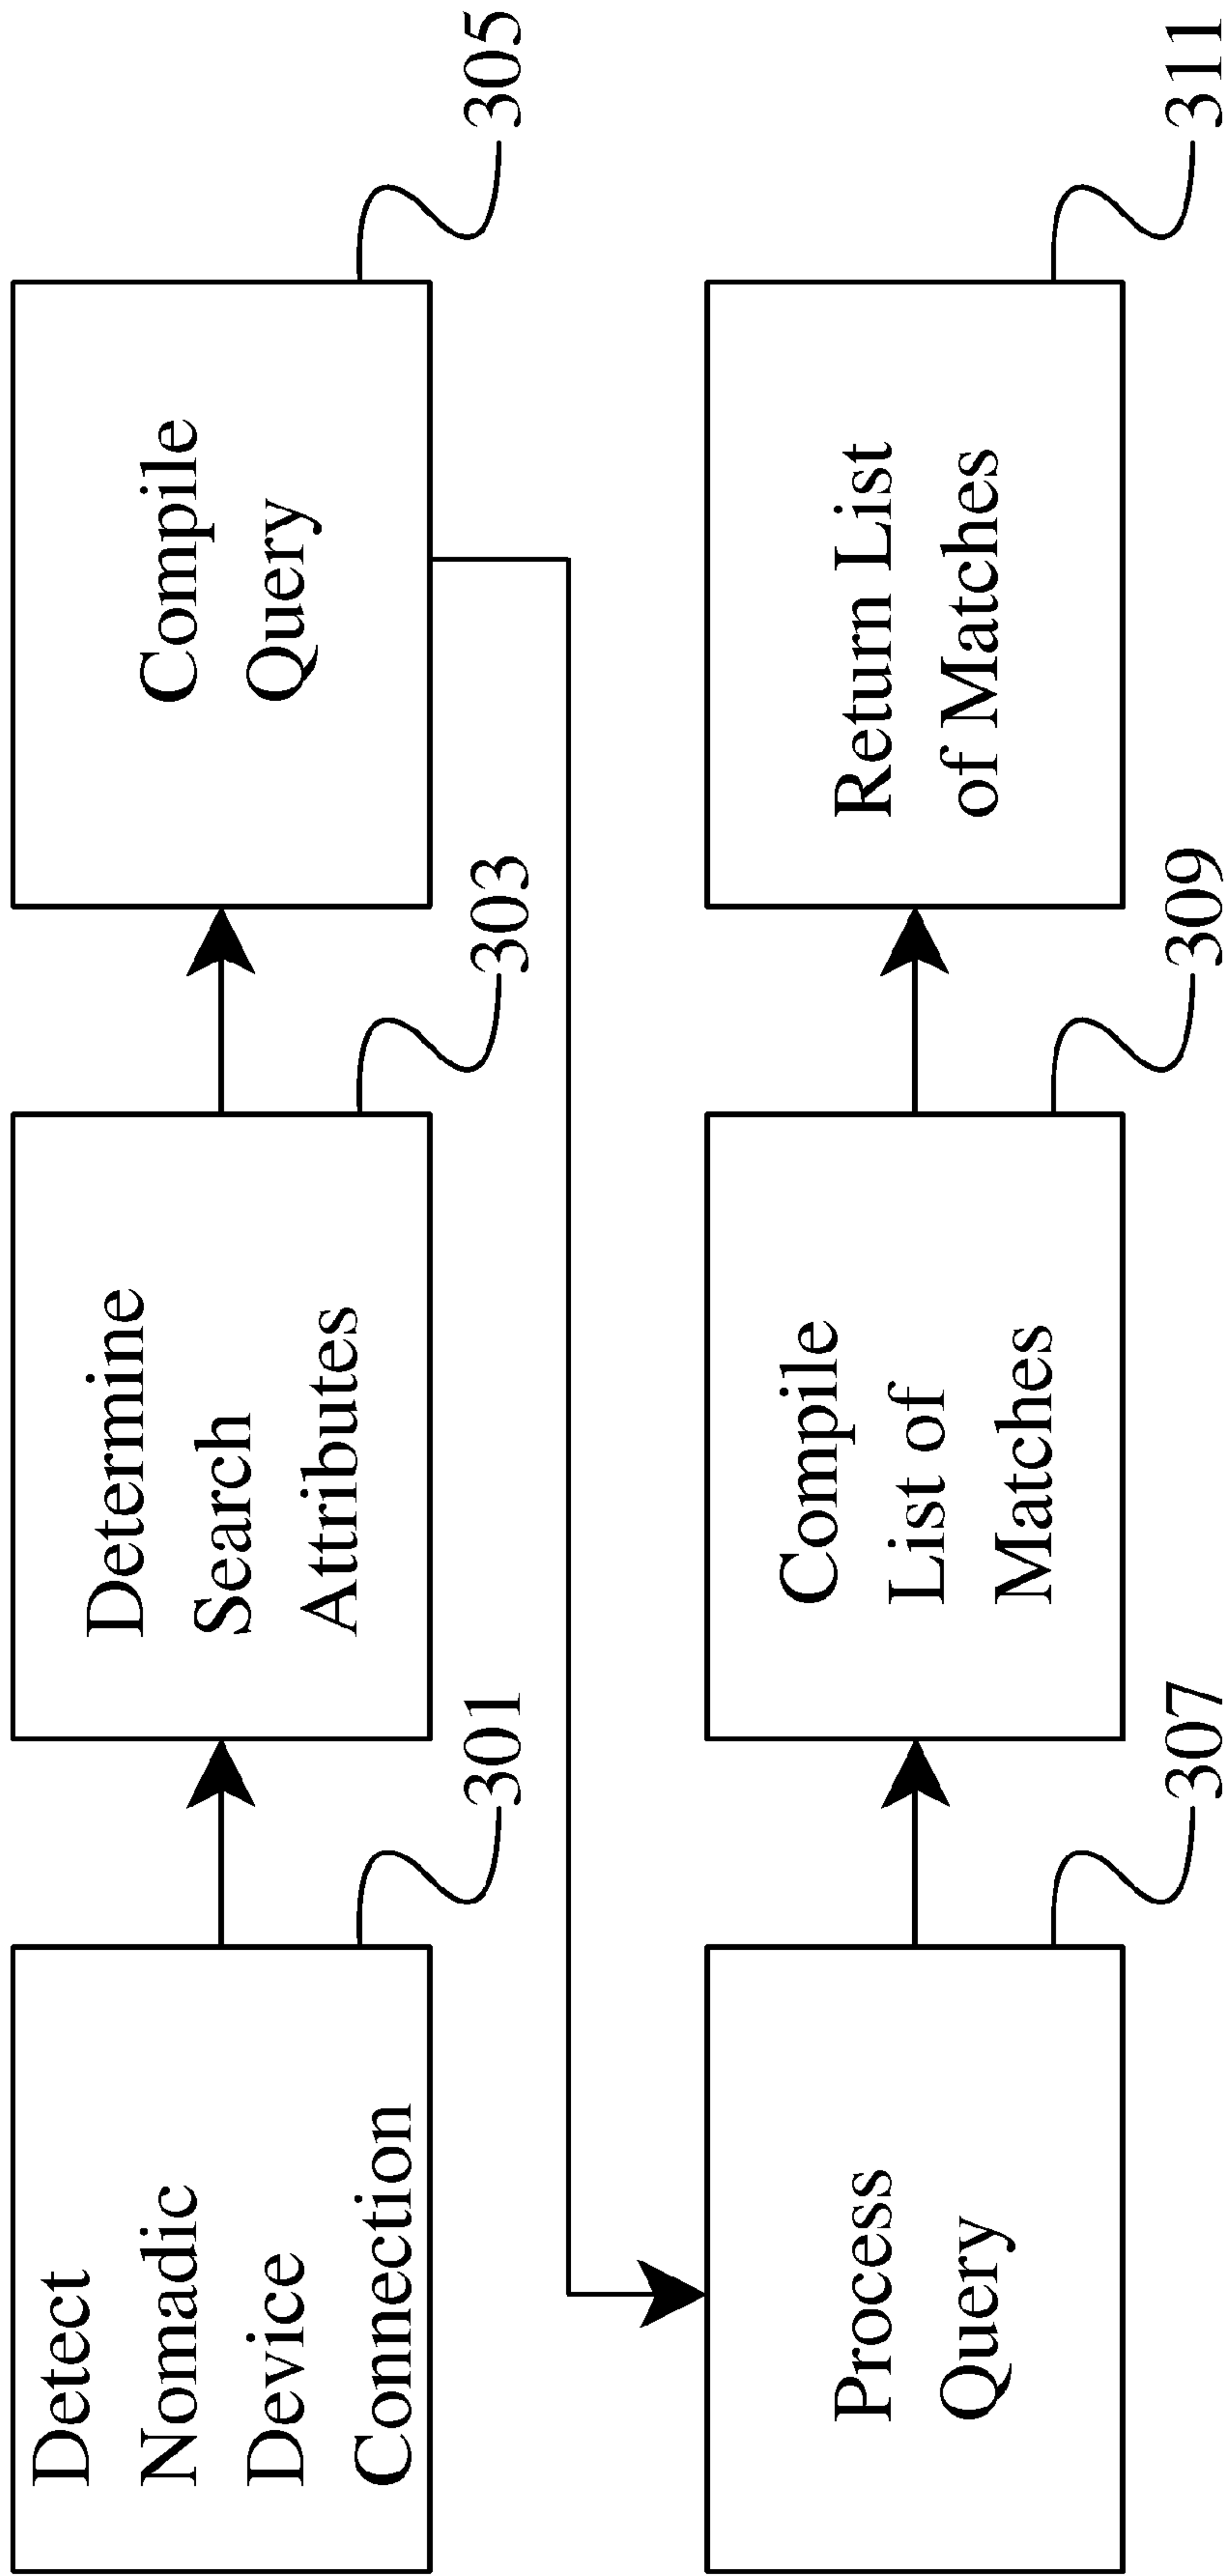 Detect
Nomadic
Device
Connection
301
Determine
Search
Attributes
303
Compile
Query
305
Process
Query
307
Compile
List of
Matches
309
Return List
of Matches
311